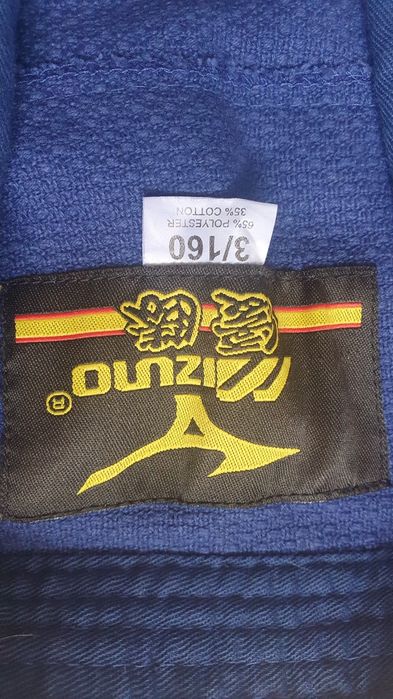 MIZUNO®
3/160
65% POLYESTER
35% COTTON